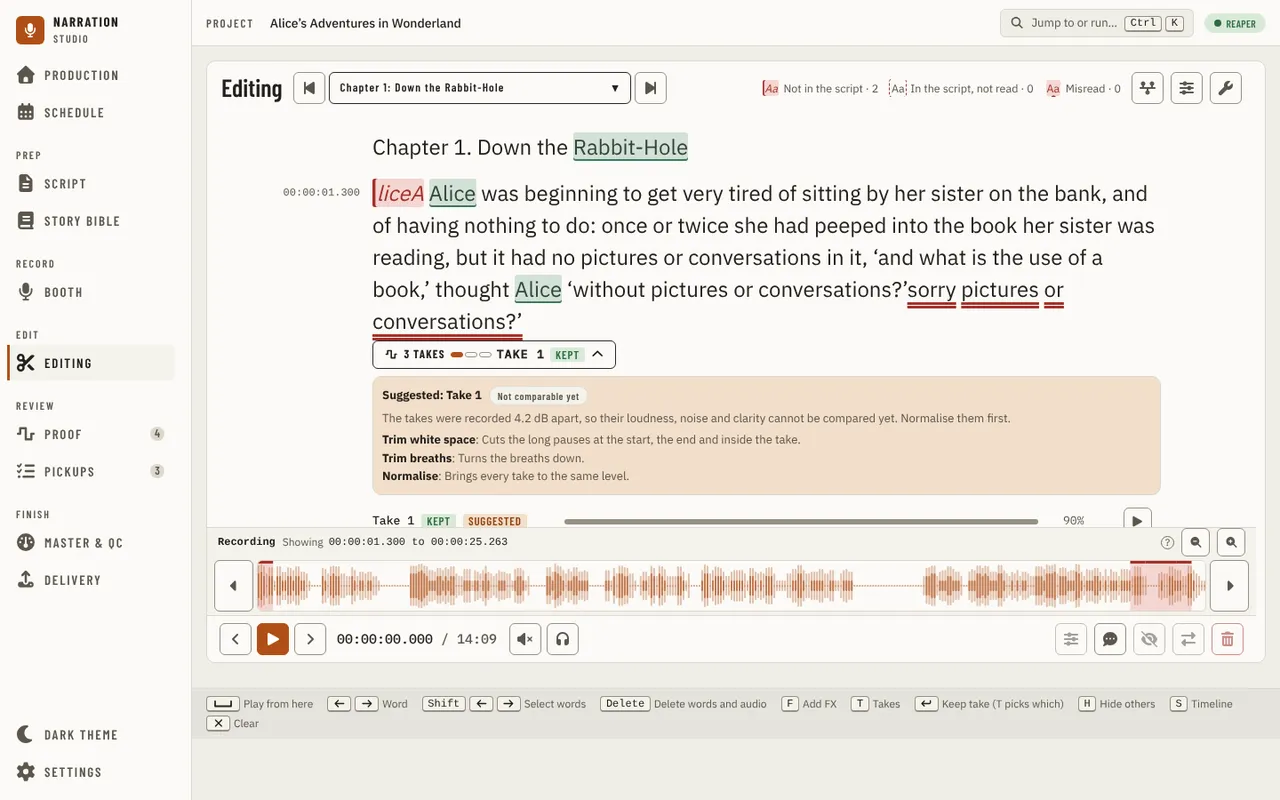 NARRATION
STUDIO
PRODUCTION
SCHEDULE
PREP
SCRIPT
STORY BIBLE
RECORD
BOOTH
EDIT
EDITING
REVIEW
PROOF 4
PICKUPS 3
FINISH
MASTER & QC
DELIVERY
DARK THEME
SETTINGS
PROJECT Alice’s Adventures in Wonderland
Jump to or run... Ctrl K
REAPER
Editing
Chapter 1: Down the Rabbit-Hole
Aa Not in the script · 2 Aa In the script, not read · 0 Aa Misread · 0
Chapter 1. Down the Rabbit-Hole
00:00:01.300
liceA Alice was beginning to get very tired of sitting by her sister on the bank, and
of having nothing to do: once or twice she had peeped into the book her sister was
reading, but it had no pictures or conversations in it, ‘and what is the use of a
book,’ thought Alice ‘without pictures or conversations?’sorry pictures or
conversations?’
3 TAKES TAKE 1 KEPT
Suggested: Take 1 Not comparable yet
The takes were recorded 4.2 dB apart, so their loudness, noise and clarity cannot be compared yet. Normalise them first.
Trim white space: Cuts the long pauses at the start, the end and inside the take.
Trim breaths: Turns the breaths down.
Normalise: Brings every take to the same level.
Take 1 KEPT SUGGESTED 90%
Recording Showing 00:00:01.300 to 00:00:25.263
?
00:00:00.000 / 14:09
Play from here ← → Word Shift ← → Select words Delete Delete words and audio F Add FX T Takes ↵ Keep take (T picks which) H Hide others S Timeline
✕ Clear